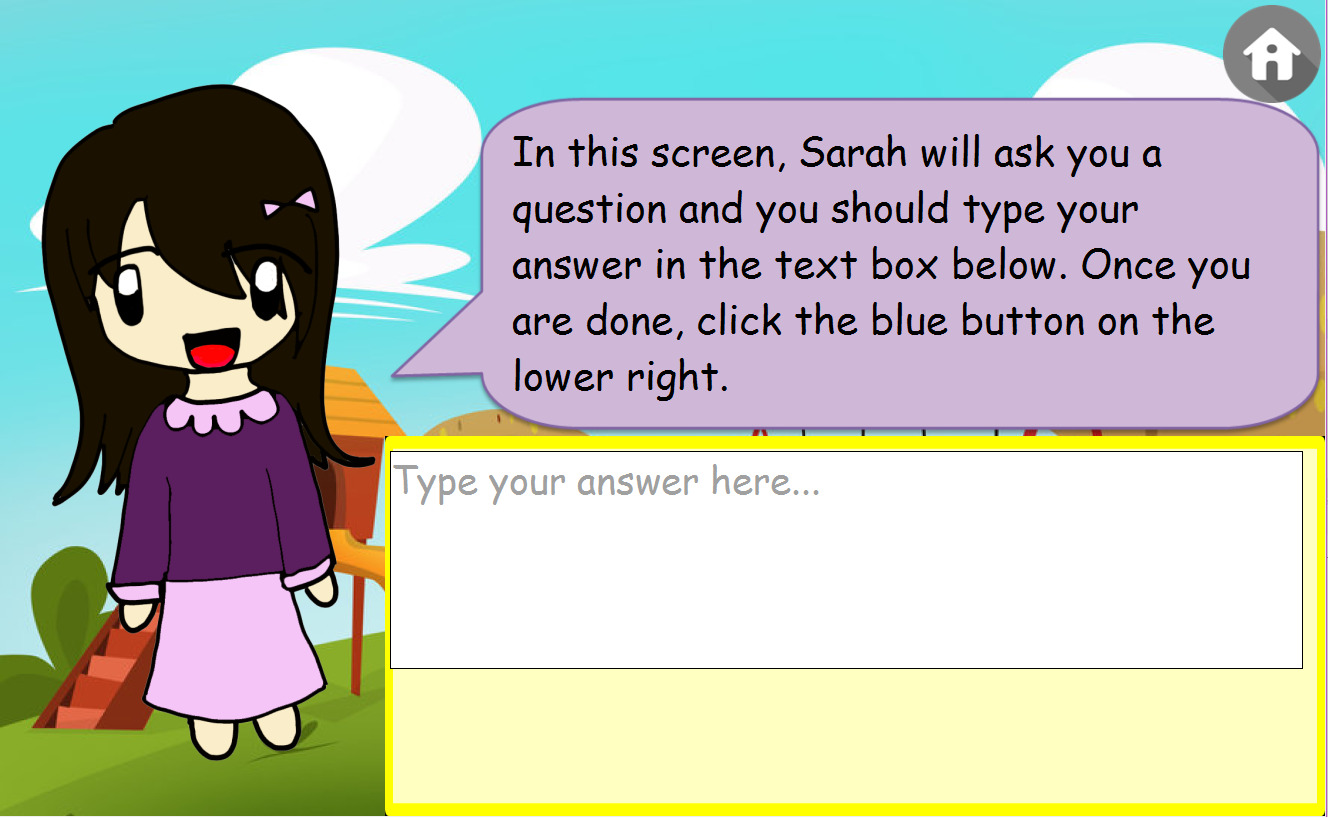 In this screen, Sarah will ask you a
question and you should type your
answer in the text box below. Once you
are done, click the blue button on the
lower right.
Type your answer here...